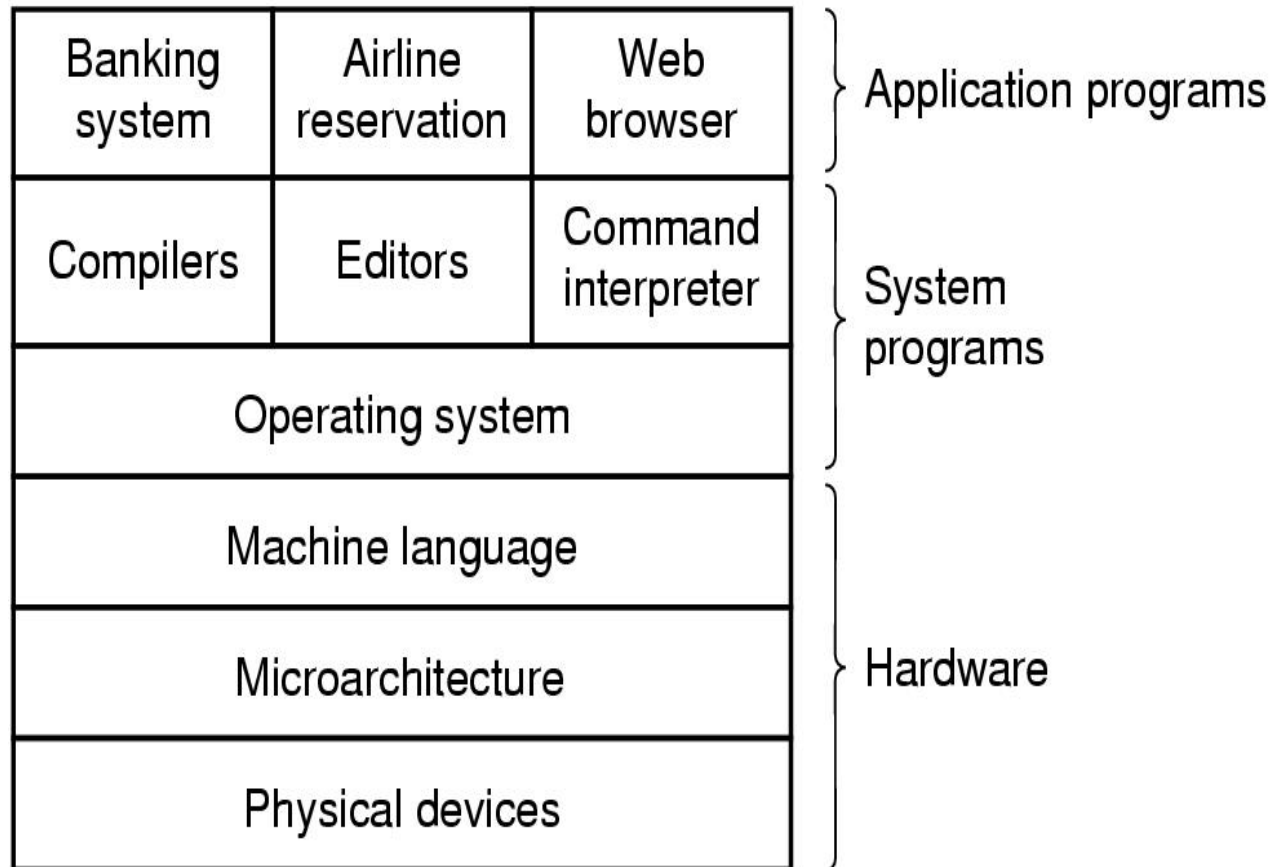 Banking
system
Airline
reservation
Web
browser
Application programs
Compilers
Editors
Command
interpreter
System
programs
Operating system
Machine language
Microarchitecture
Hardware
Physical devices